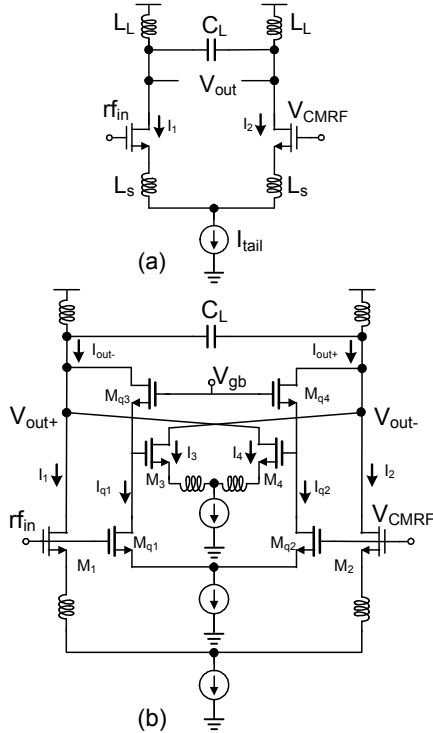 L_L C_L L_L
V_out
rf_in I_1 I_2 V_CMRF
L_s L_s
I_tail
(a)
C_L
I_out- V_gb I_out+
M_q3 M_q4
V_out+ V_out-
I_3 I_4
I_1 I_q1 M_3 M_4 I_q2 I_2
rf_in V_CMRF
M_1 M_q1 M_q2 M_2
(b)